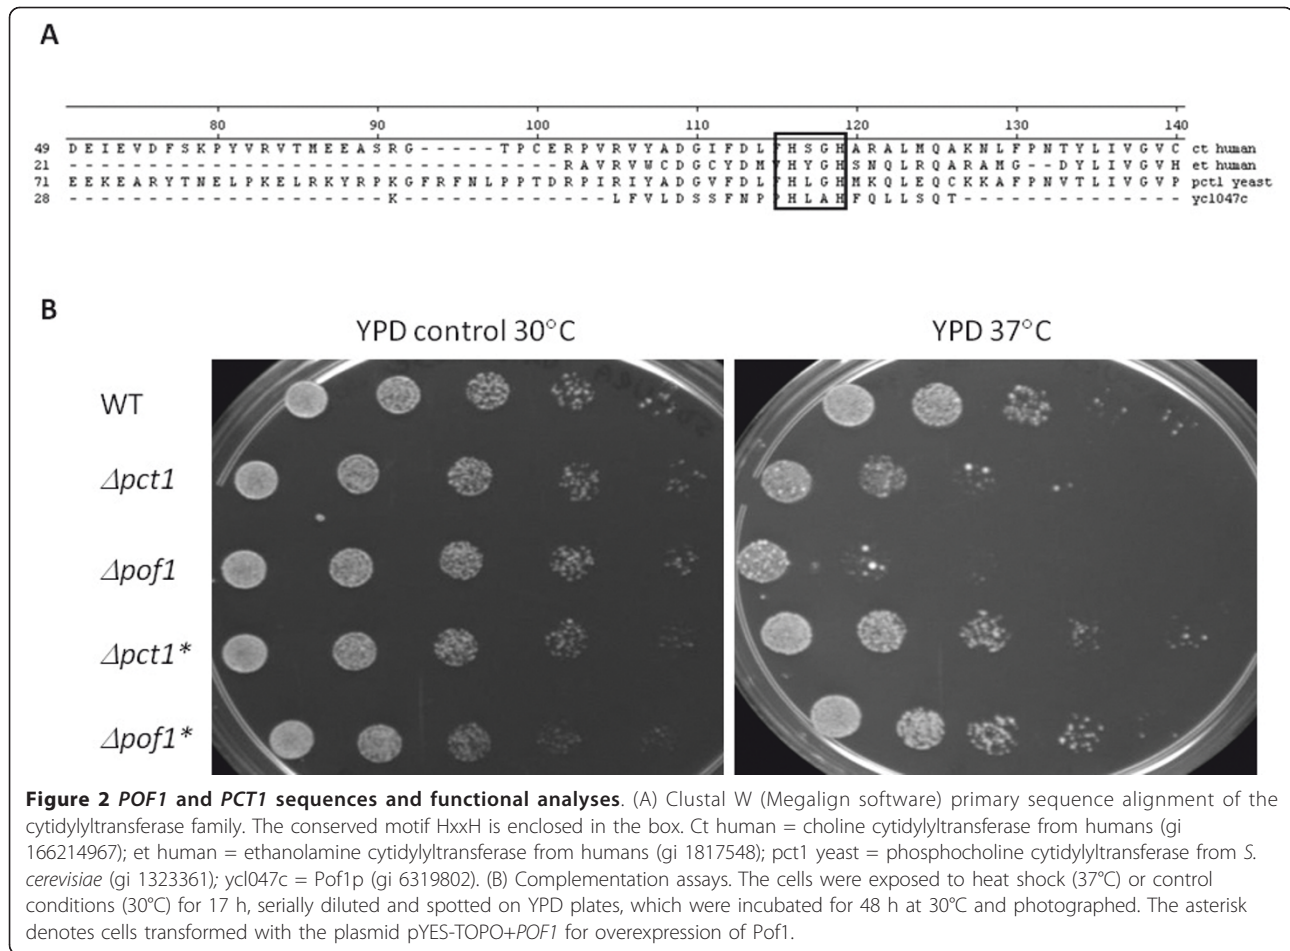 A
80 90 100 110 120 130 140
49 D E I E V D F S K P Y V R V T M E E A S R G - - - - - T P C E R P V R V Y A D G I F D L F H S G H A R A L M Q A K N L F P N T Y L I V G V C ct human
21 - - - - - - - - - - - - - - - - - - - - - - - - - - - - - - - R A V R V W C D G C Y D M V H Y G H S N Q L R Q A R A M G - - D Y L I V G V H et human
71 E E K E A R Y T N E L P K E L R K Y R P K G F R F N L P P T D R P I R I Y A D G V F D L F H L G H M K Q L E Q C K K A F P N V T L I V G V P pct1 yeast
28 - - - - - - - - - - - - - - - - - - - - K - - - - - - - - - - - - - L F V L D S S F N P P H L A H F Q L L S Q T - - - - - - - - - - - - - - ycl047c
B
YPD control 30°C YPD 37°C
WT
Δpct1
Δpof1
Δpct1*
Δpof1*
Figure 2 POF1 and PCT1 sequences and functional analyses. (A) Clustal W (Megalign software) primary sequence alignment of the
cytidylyltransferase family. The conserved motif HxxH is enclosed in the box. Ct human = choline cytidylyltransferase from humans (gi
166214967); et human = ethanolamine cytidylyltransferase from humans (gi 1817548); pct1 yeast = phosphocholine cytidylyltransferase from S.
cerevisiae (gi 1323361); ycl047c = Pof1p (gi 6319802). (B) Complementation assays. The cells were exposed to heat shock (37°C) or control
conditions (30°C) for 17 h, serially diluted and spotted on YPD plates, which were incubated for 48 h at 30°C and photographed. The asterisk
denotes cells transformed with the plasmid pYES-TOPO+POF1 for overexpression of Pof1.